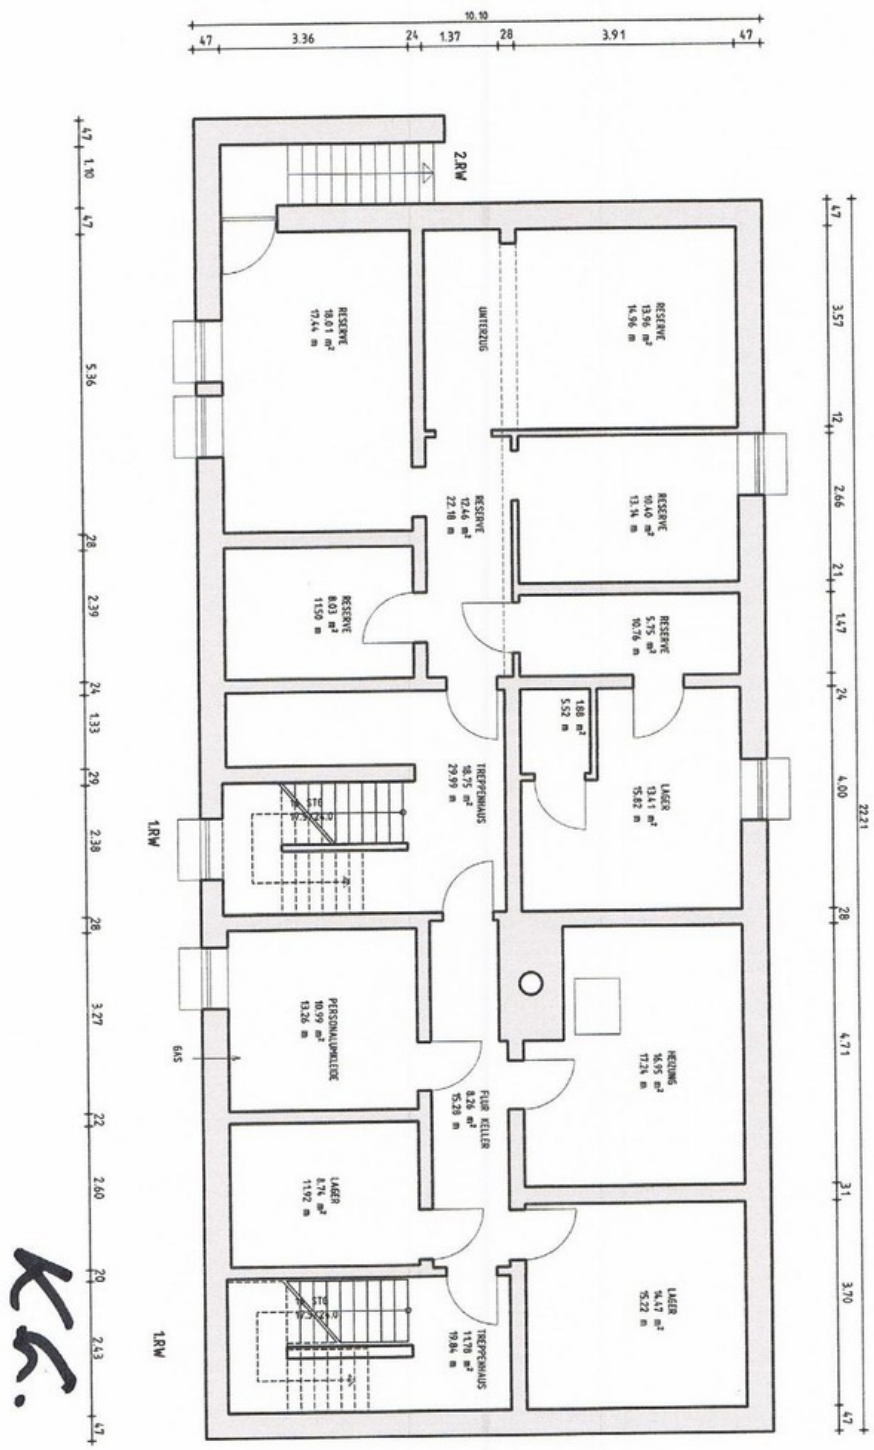 10.10
47 3.36 24 1.37 28 3.91 47
47 1.10 47 5.36 28 2.39 24 1.33 29 2.38 28 3.27 22 2.60 20 2.43 47
22.21
47 3.57 12 2.66 21 1.47 24 4.00 28 4.71 31 3.70 47
2.RW
RESERVE
18.01 m²
17.44 m
UNTERZUG
RESERVE
13.96 m²
14.96 m
RESERVE
12.46 m²
22.18 m
RESERVE
10.40 m²
13.14 m
RESERVE
8.03 m²
11.50 m
RESERVE
5.75 m²
10.76 m
1.88 m²
5.52 m
LAGER
13.41 m²
15.82 m
TREPPENHAUS
18.75 m²
29.99 m
STG
1.RW
PERSONALUMKLEIDE
10.99 m²
13.26 m
GAS
HEIZUNG
16.95 m²
17.24 m
FLUR KELLER
8.26 m²
15.28 m
LAGER
8.74 m²
11.92 m
LAGER
14.47 m²
15.22 m
TREPPENHAUS
11.78 m²
19.84 m
STG
1.RW